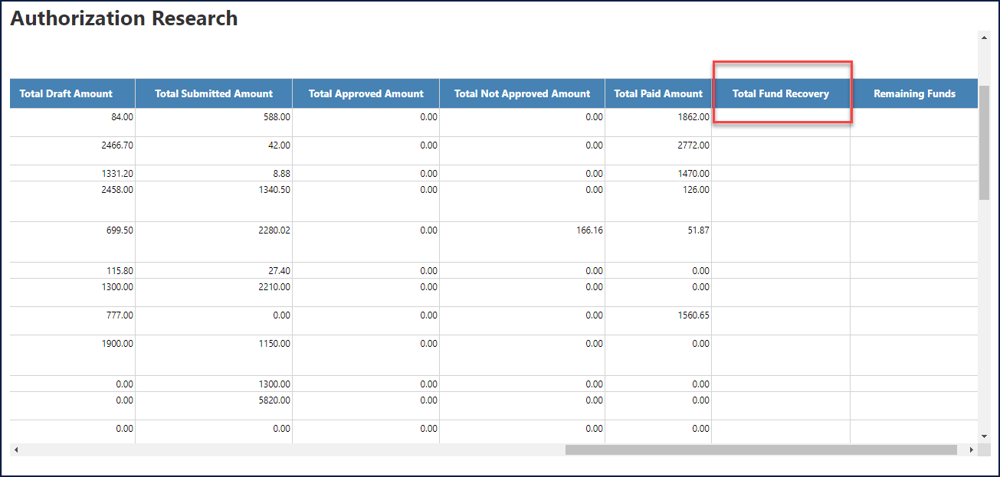 Authorization Research
Total Draft Amount Total Submitted Amount Total Approved Amount Total Not Approved Amount Total Paid Amount Total Fund Recovery Remaining Funds
84.00 588.00 0.00 0.00 1862.00
2466.70 42.00 0.00 0.00 2772.00
1331.20 8.88 0.00 0.00 1470.00
2458.00 1340.50 0.00 0.00 126.00
699.50 2280.02 0.00 166.16 51.87
115.80 27.40 0.00 0.00 0.00
1300.00 2210.00 0.00 0.00 0.00
777.00 0.00 0.00 0.00 1560.65
1900.00 1150.00 0.00 0.00 0.00
0.00 1300.00 0.00 0.00 0.00
0.00 5820.00 0.00 0.00 0.00
0.00 0.00 0.00 0.00 0.00